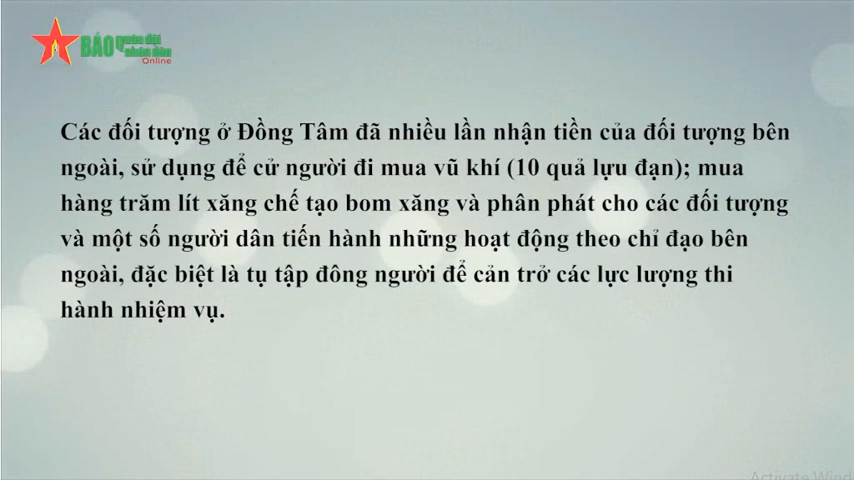 BÁO Quân đội
nhân dân
Online
Các đối tượng ở Đồng Tâm đã nhiều lần nhận tiền của đối tượng bên
ngoài, sử dụng để cử người đi mua vũ khí (10 quả lựu đạn); mua
hàng trăm lít xăng chế tạo bom xăng và phân phát cho các đối tượng
và một số người dân tiến hành những hoạt động theo chỉ đạo bên
ngoài, đặc biệt là tụ tập đông người để cản trở các lực lượng thi
hành nhiệm vụ.
Activate Wind